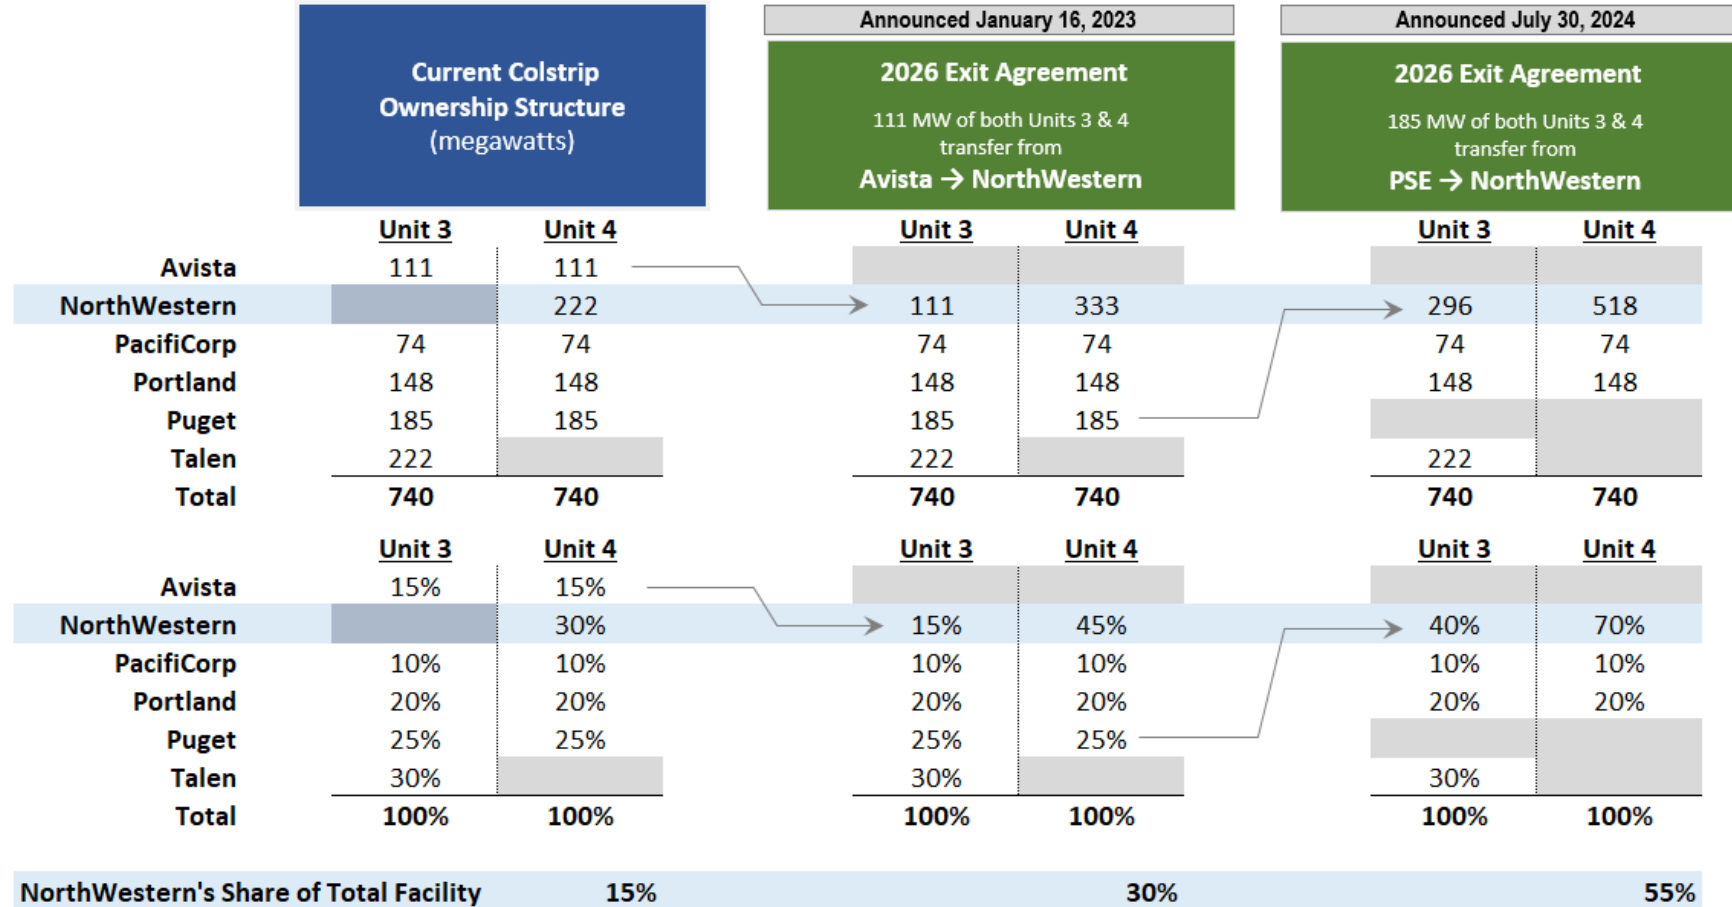 Announced January 16, 2023 Announced July 30, 2024
Current Colstrip
Ownership Structure
(megawatts)
2026 Exit Agreement
111 MW of both Units 3 & 4
transfer from
Avista → NorthWestern
2026 Exit Agreement
185 MW of both Units 3 & 4
transfer from
PSE → NorthWestern
Unit 3 Unit 4 Unit 3 Unit 4 Unit 3 Unit 4
Avista 111 111
NorthWestern 222 111 333 296 518
PacifiCorp 74 74 74 74 74 74
Portland 148 148 148 148 148 148
Puget 185 185 185 185
Talen 222 222 222
Total 740 740 740 740 740 740
Unit 3 Unit 4 Unit 3 Unit 4 Unit 3 Unit 4
Avista 15% 15%
NorthWestern 30% 15% 45% 40% 70%
PacifiCorp 10% 10% 10% 10% 10% 10%
Portland 20% 20% 20% 20% 20% 20%
Puget 25% 25% 25% 25%
Talen 30% 30% 30%
Total 100% 100% 100% 100% 100% 100%
NorthWestern's Share of Total Facility 15% 30% 55%